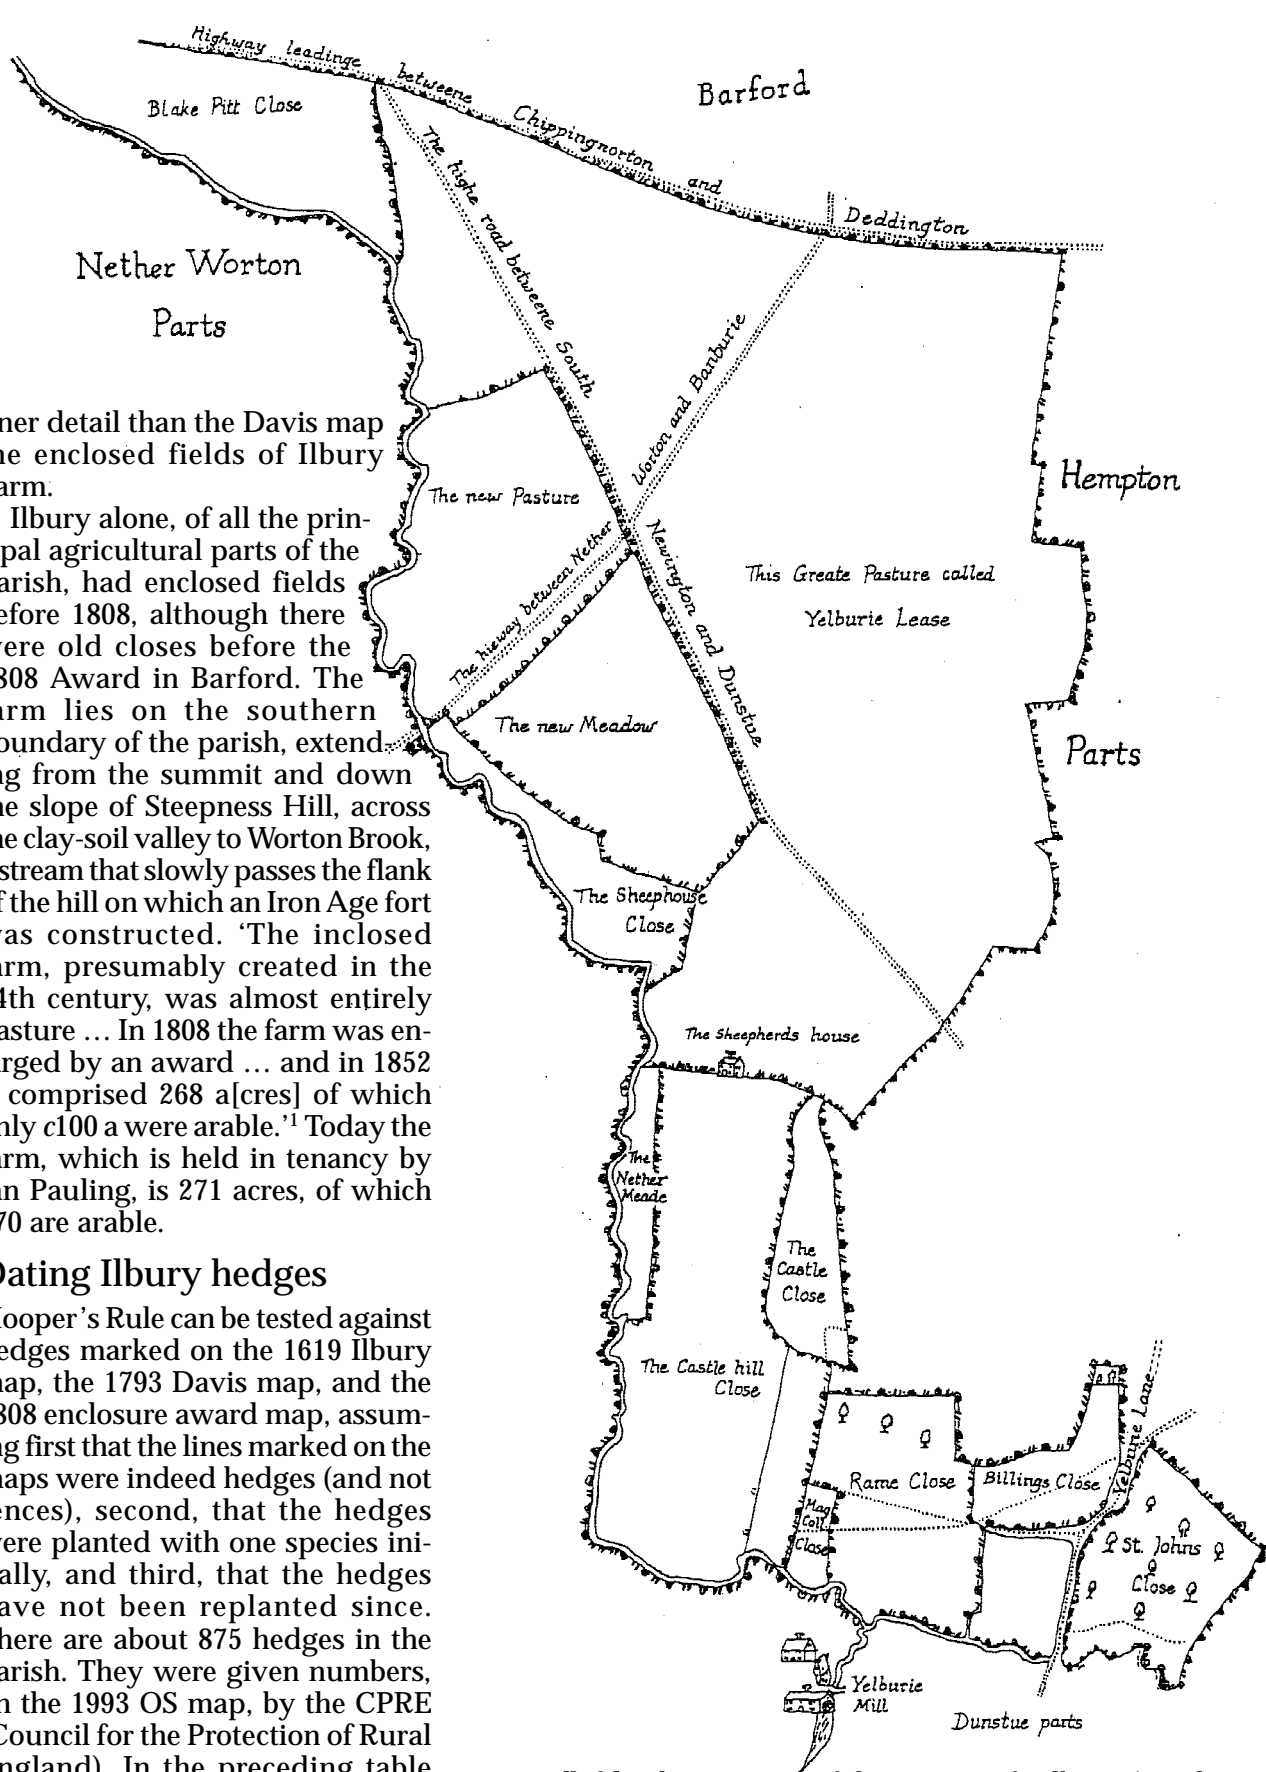 Highway leadinge betweene Chippingnorton and Deddington
Barford
Blake Pitt Close
The highe road betweene South Newington and Dunstue
Nether Worton
Parts
The hieway between Nether Worton and Banburie
Hempton
Parts
The new Pasture
This Greate Pasture called
Yelburie Lease
The new Meadow
The Sheephouse
Close
The Sheepherds house
The
Nether
Meade
The
Castle
Close
The Castle hill
Close
Rame Close
Billings Close
Yelburie Lane
Mag
Coll
Close
St. Johns
Close
Yelburie
Mill
Dunstue parts
ner detail than the Davis map
he enclosed fields of Ilbury
arm.
Ilbury alone, of all the prin-
ipal agricultural parts of the
arish, had enclosed fields
efore 1808, although there
were old closes before the
808 Award in Barford. The
arm lies on the southern
oundary of the parish, extend-
ng from the summit and down
he slope of Steepness Hill, across
he clay-soil valley to Worton Brook,
stream that slowly passes the flank
f the hill on which an Iron Age fort
was constructed. ‘The inclosed
arm, presumably created in the
4th century, was almost entirely
asture … In 1808 the farm was en-
arged by an award … and in 1852
comprised 268 a[cres] of which
nly c100 a were arable.’1 Today the
arm, which is held in tenancy by
an Pauling, is 271 acres, of which
70 are arable.
Dating Ilbury hedges
Hooper’s Rule can be tested against
edges marked on the 1619 Ilbury
map, the 1793 Davis map, and the
808 enclosure award map, assum-
ng first that the lines marked on the
maps were indeed hedges (and not
ences), second, that the hedges
were planted with one species ini-
ally, and third, that the hedges
ave not been replanted since.
here are about 875 hedges in the
arish. They were given numbers,
n the 1993 OS map, by the CPRE
Council for the Protection of Rural
ngland). In the preceding table